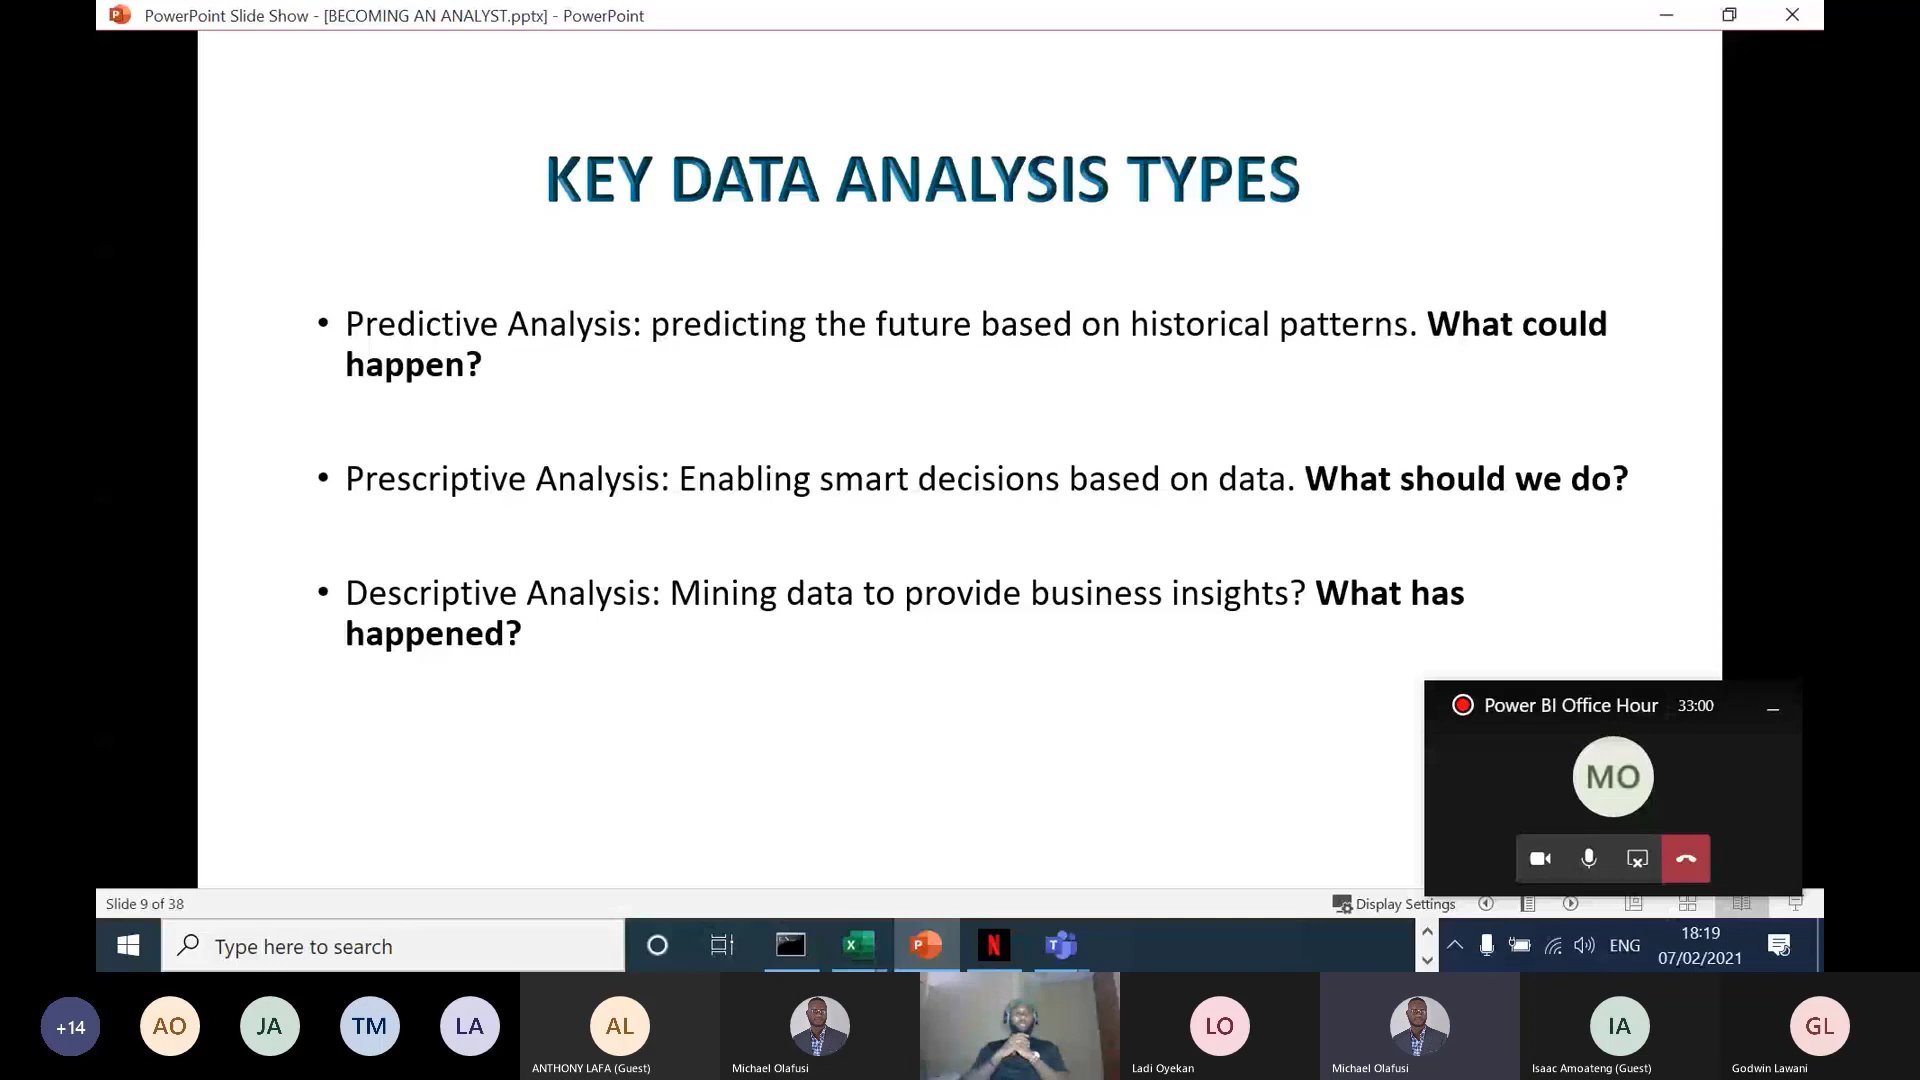 PowerPoint Slide Show - [BECOMING AN ANALYST.pptx] - PowerPoint
KEY DATA ANALYSIS TYPES
• Predictive Analysis: predicting the future based on historical patterns. What could
happen?
• Prescriptive Analysis: Enabling smart decisions based on data. What should we do?
• Descriptive Analysis: Mining data to provide business insights? What has
happened?
Power BI Office Hour 33:00
MO
Slide 9 of 38
Display Settings
Type here to search
ENG
18:19
07/02/2021
+14
AO
JA
TM
LA
AL
LO
IA
GL
ANTHONY LAFA (Guest)
Michael Olafusi
Ladi Oyekan
Michael Olafusi
Isaac Amoateng (Guest)
Godwin Lawani